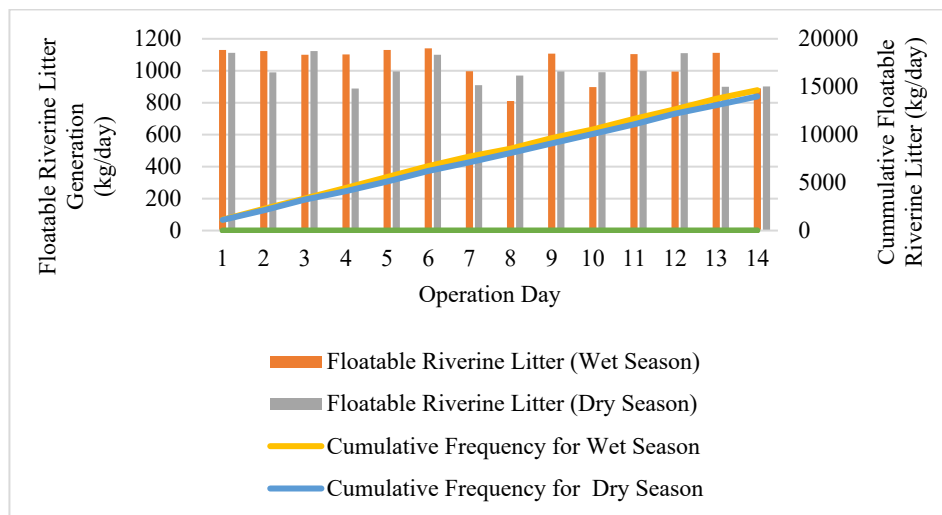 Floatable Riverine Litter
Generation
(kg/day)
1200
1000
800
600
400
200
0
20000
15000
10000
5000
0
Cummulative Floatable
Riverine Litter (kg/day)
1 2 3 4 5 6 7 8 9 10 11 12 13 14
Operation Day
Floatable Riverine Litter (Wet Season)
Floatable Riverine Litter (Dry Season)
Cumulative Frequency for Wet Season
Cumulative Frequency for Dry Season